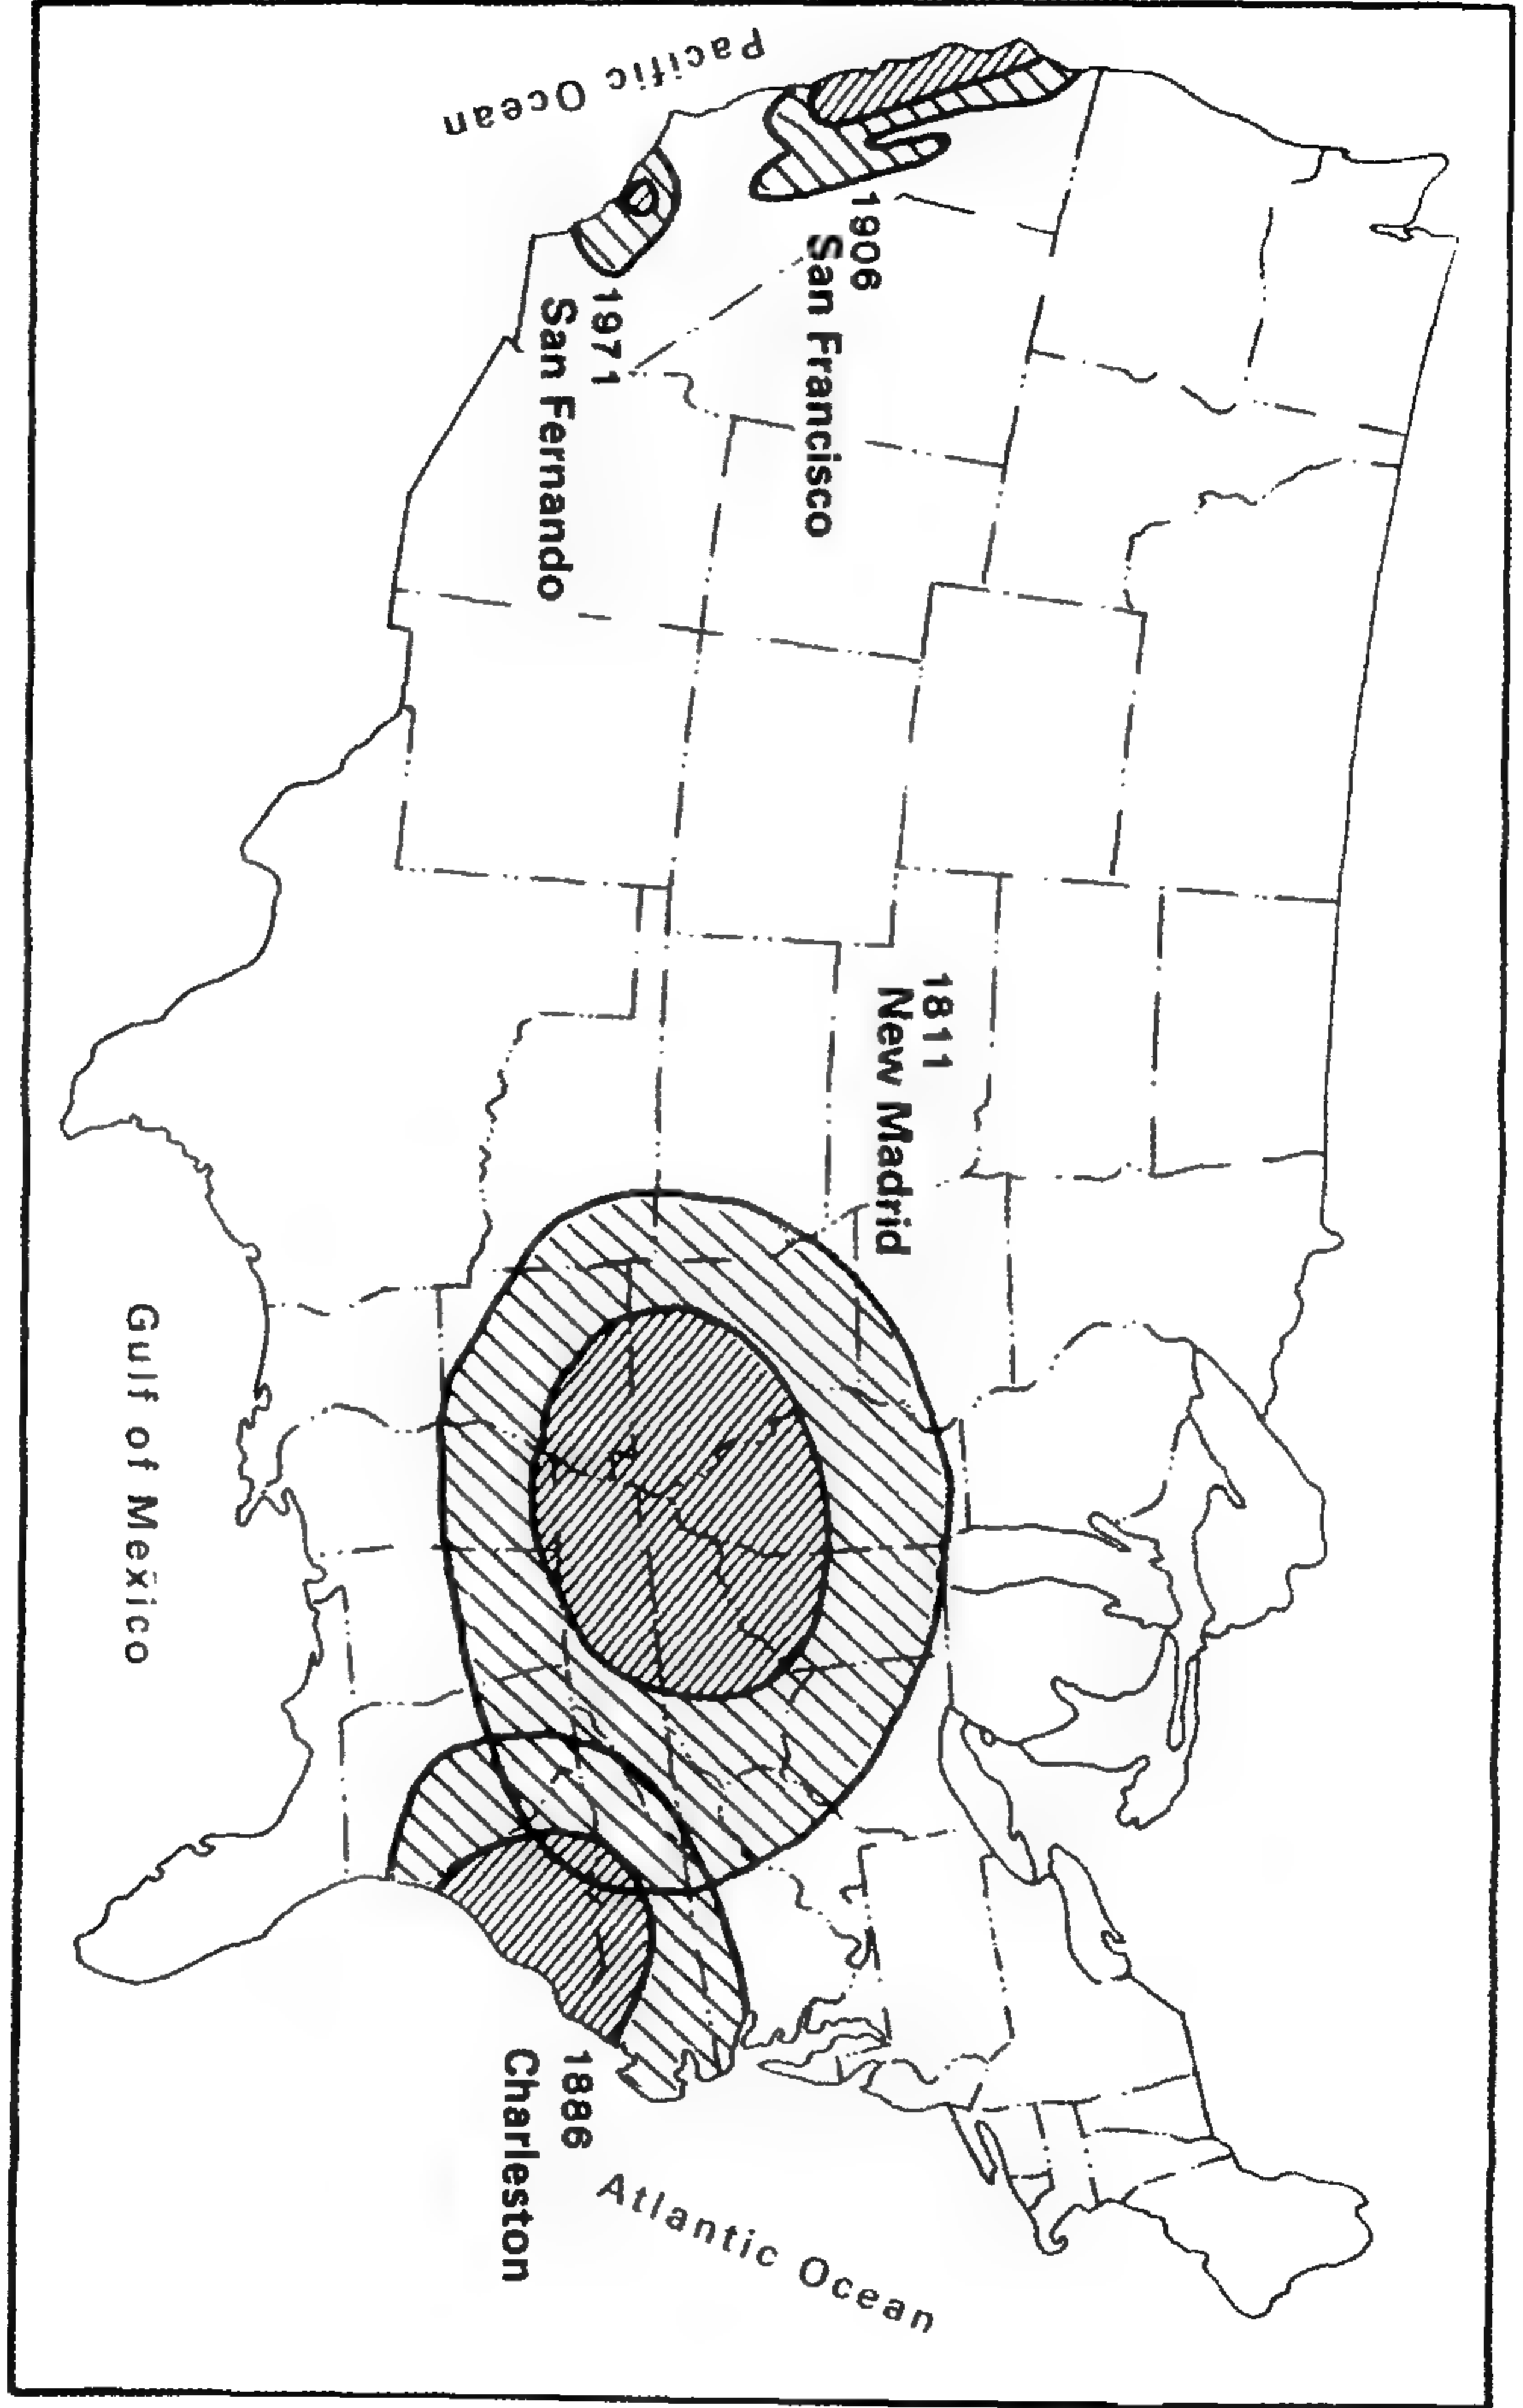 Pacific Ocean
1906
San Francisco
1971
San Fernando
1811
New Madrid
Gulf of Mexico
1886
Charleston
Atlantic Ocean